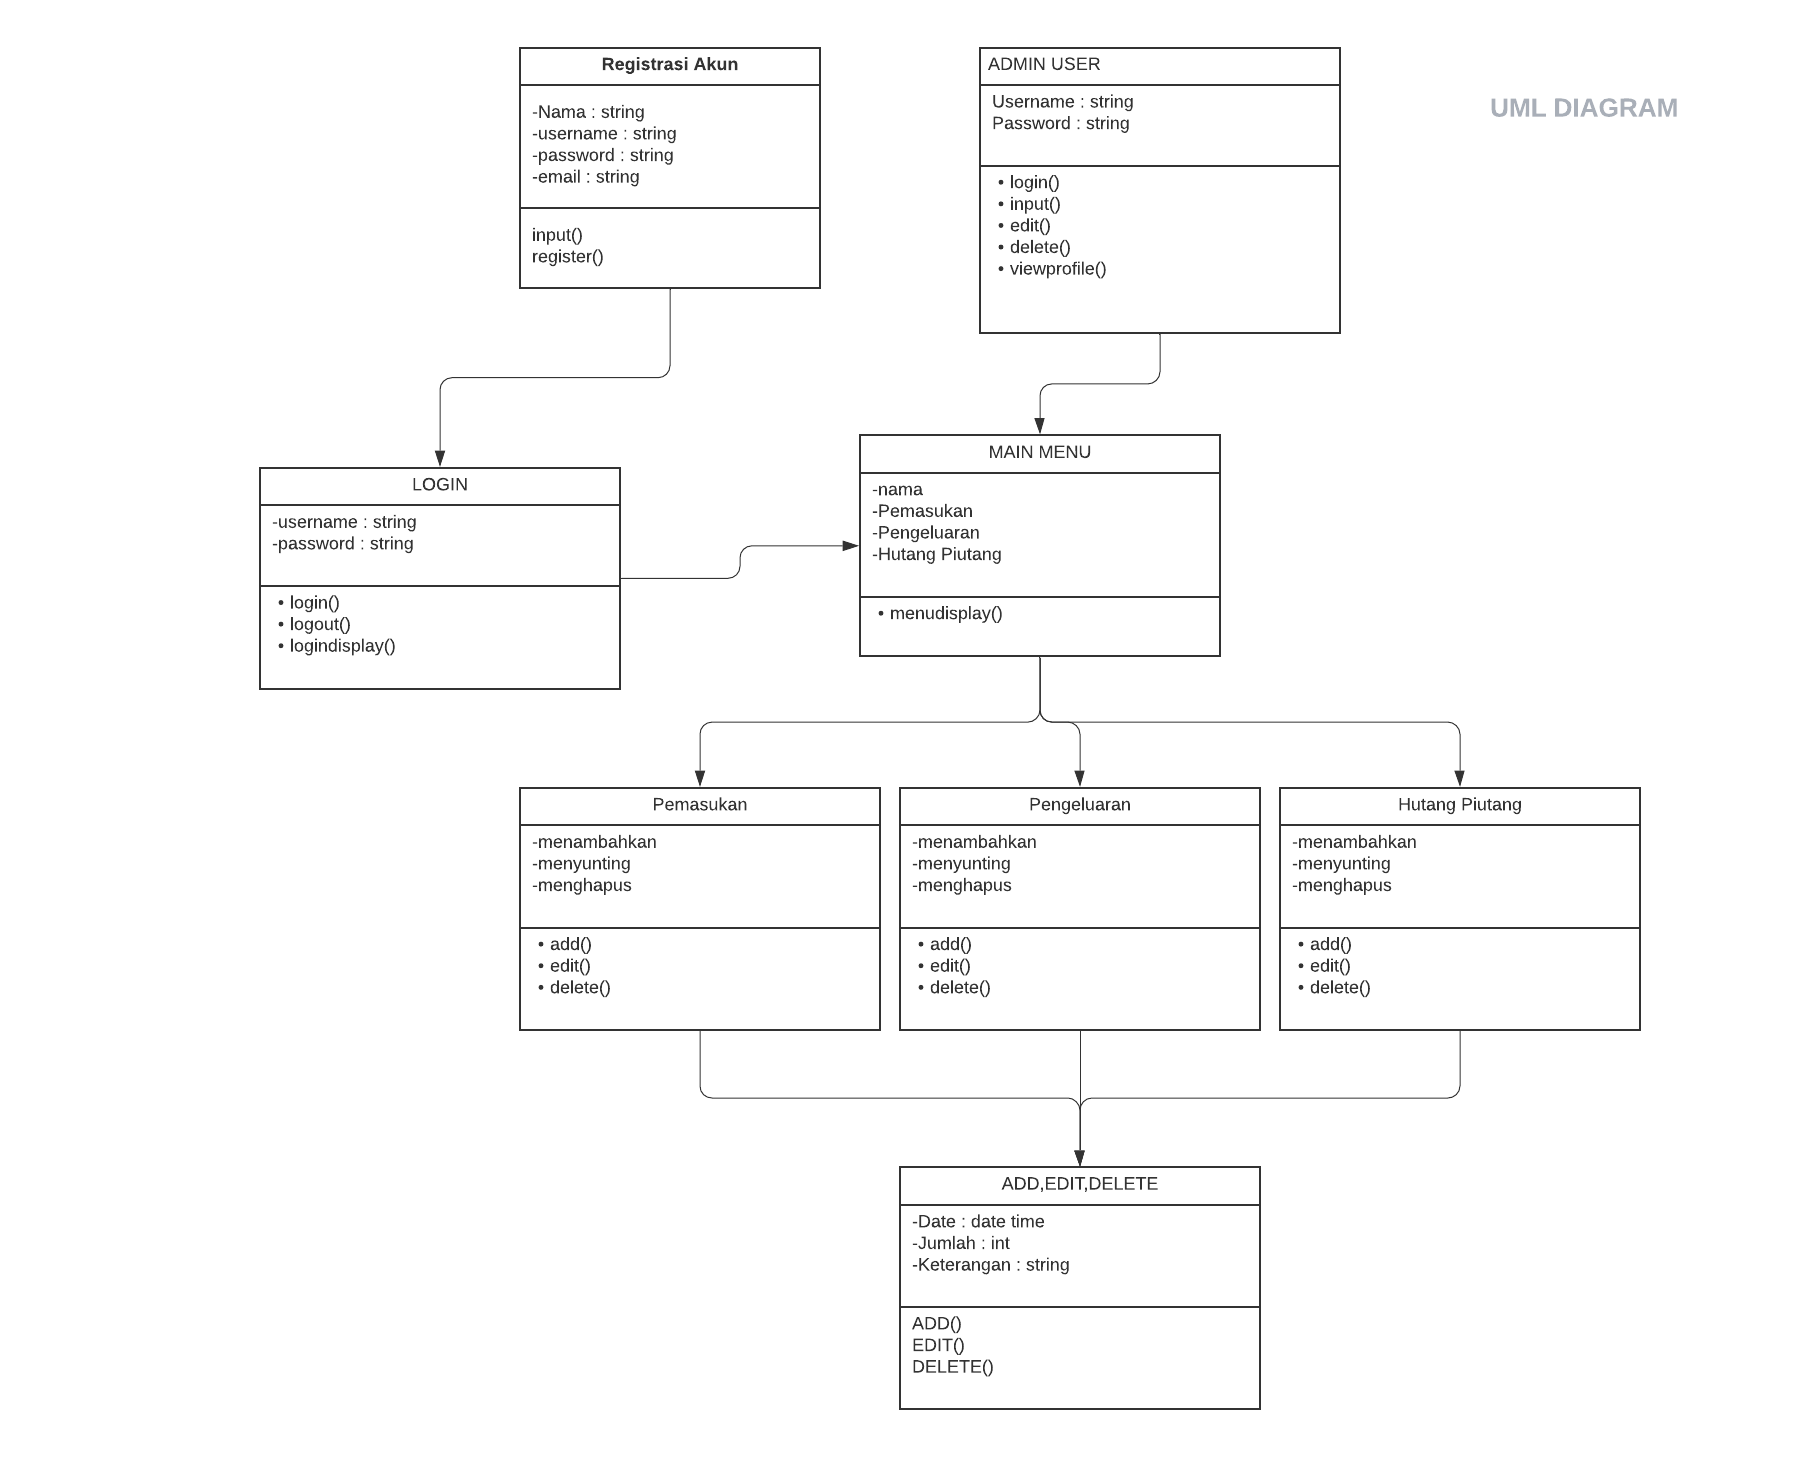 Registrasi Akun
-Nama : string
-username : string
-password : string
-email : string
input()
register()
ADMIN USER
Username : string
Password : string
• login()
• input()
• edit()
• delete()
• viewprofile()
UML DIAGRAM
LOGIN
-username : string
-password : string
• login()
• logout()
• logindisplay()
MAIN MENU
-nama
-Pemasukan
-Pengeluaran
-Hutang Piutang
• menudisplay()
Pemasukan
-menambahkan
-menyunting
-menghapus
• add()
• edit()
• delete()
Pengeluaran
-menambahkan
-menyunting
-menghapus
• add()
• edit()
• delete()
Hutang Piutang
-menambahkan
-menyunting
-menghapus
• add()
• edit()
• delete()
ADD,EDIT,DELETE
-Date : date time
-Jumlah : int
-Keterangan : string
ADD()
EDIT()
DELETE()